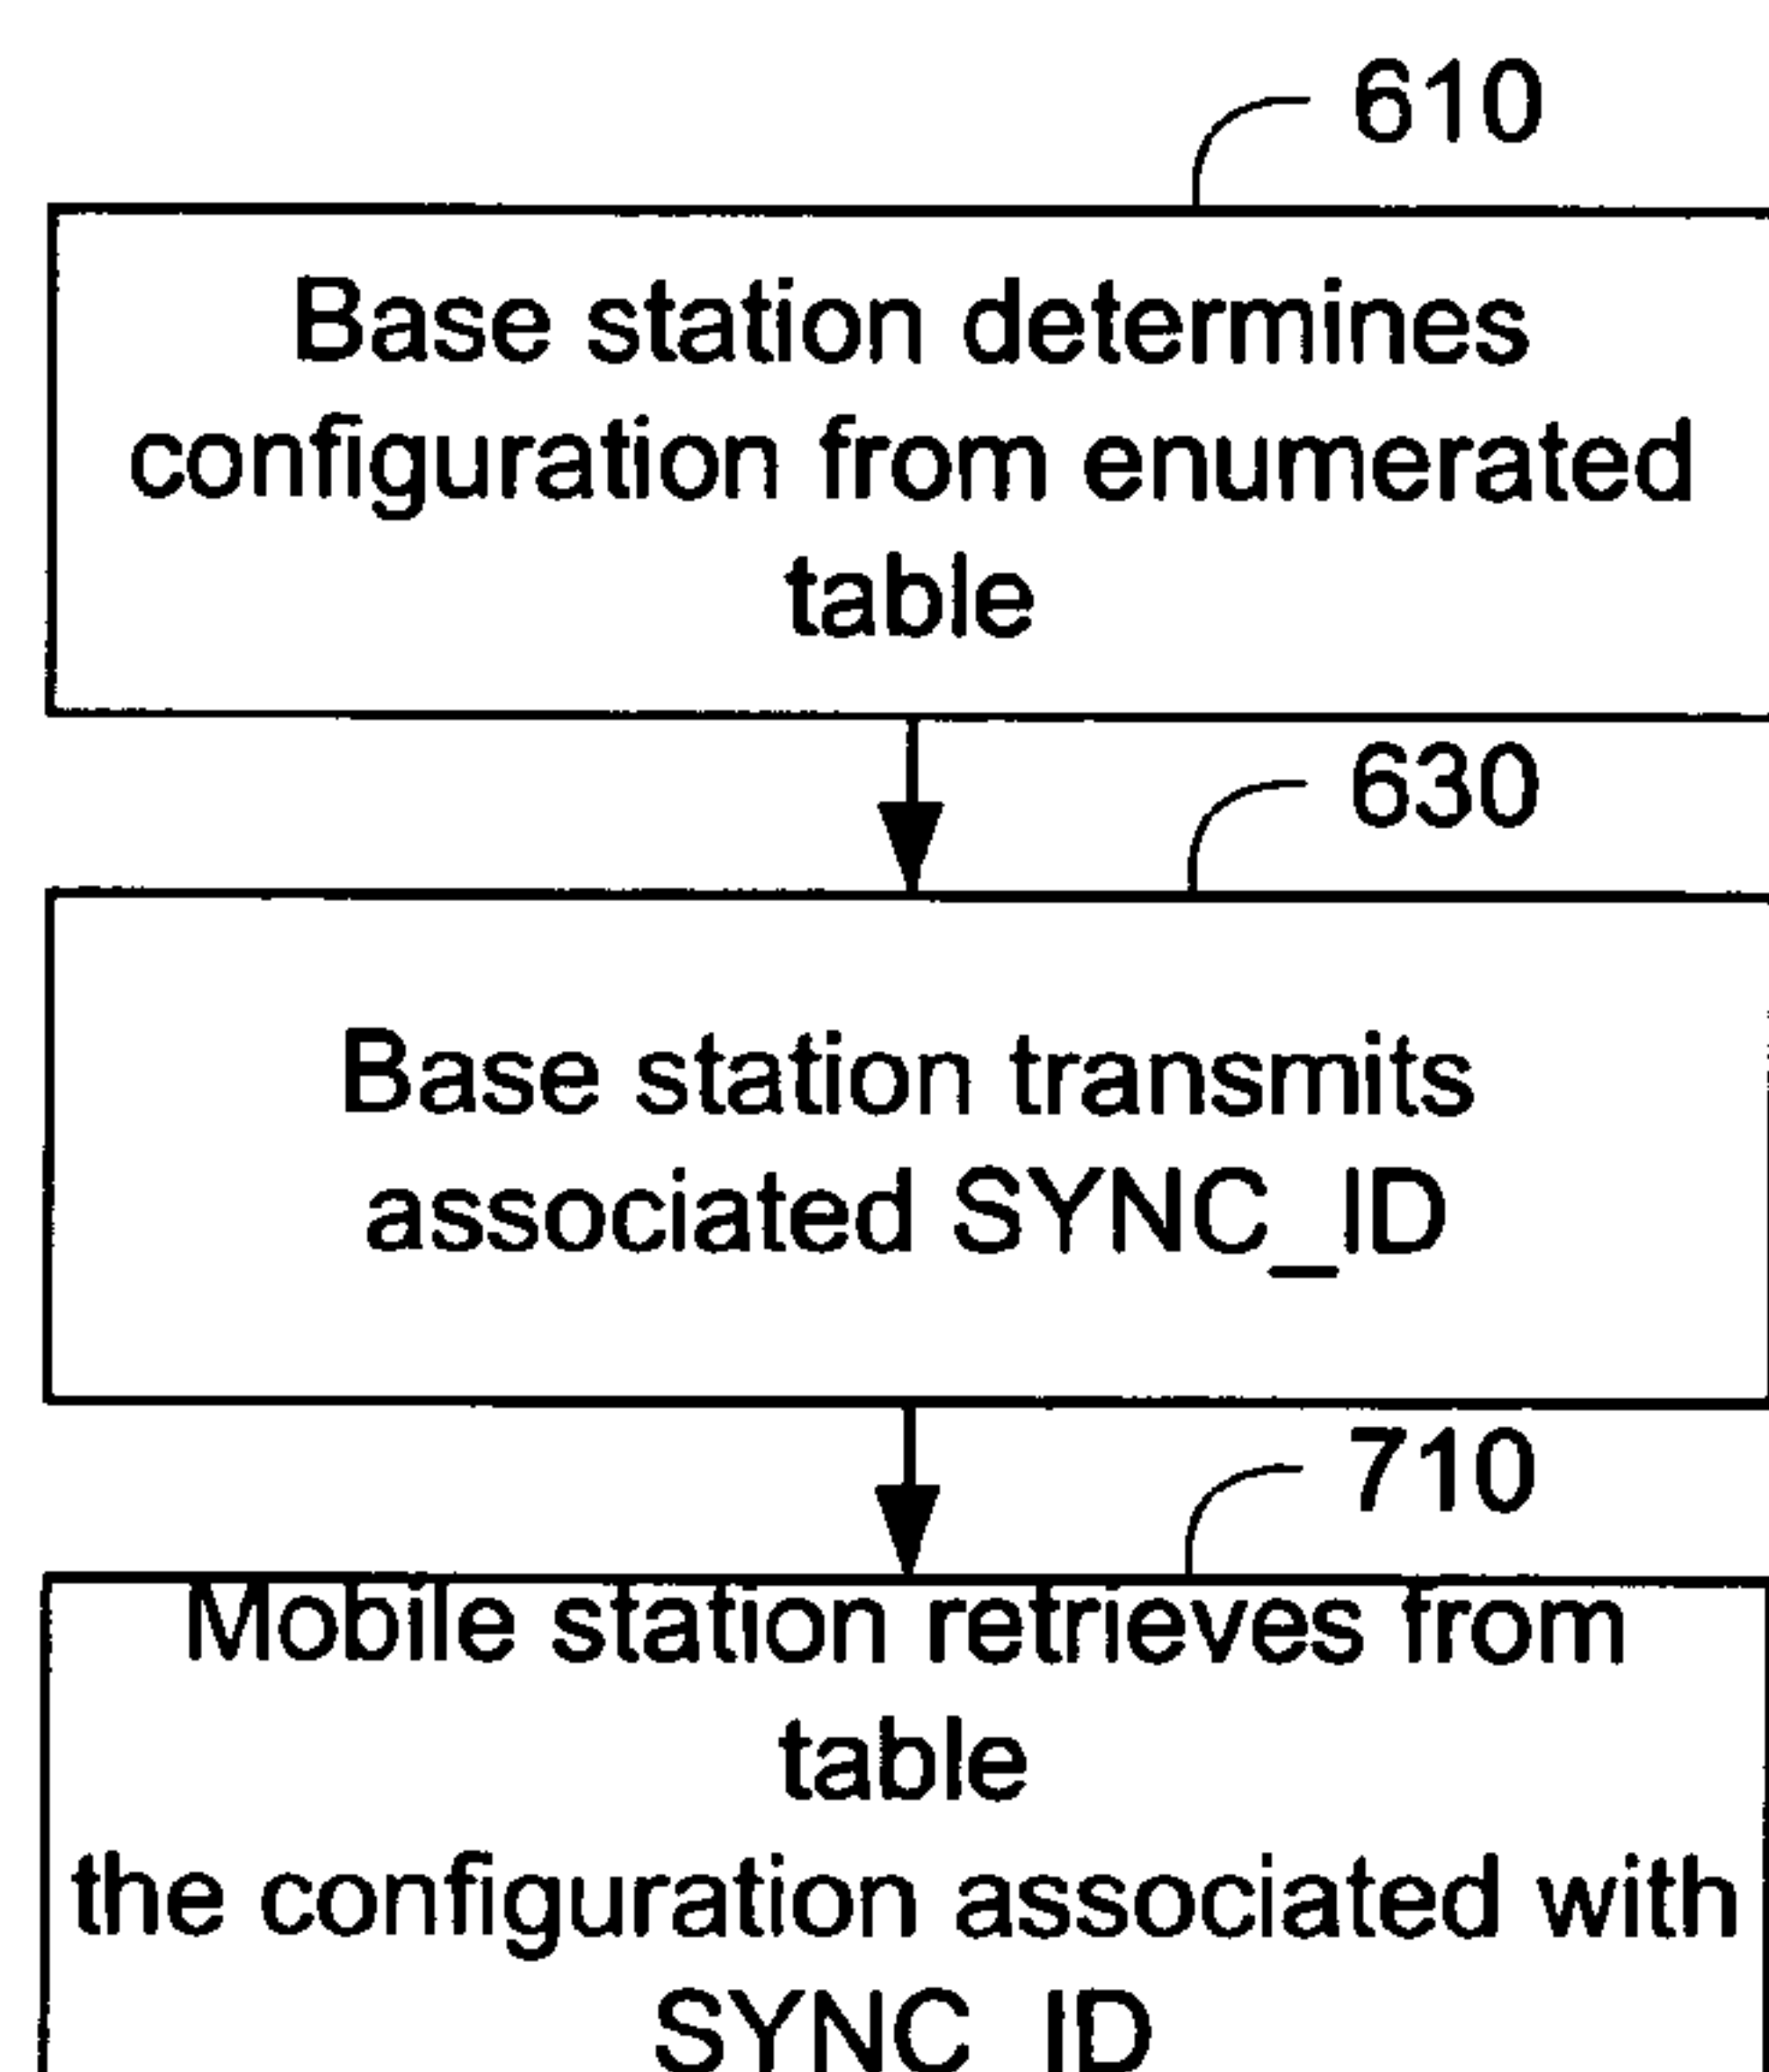 610
Base station determines
configuration from enumerated
table
630
Base station transmits
associated SYNC_ID
710
Mobile station retrieves from
table
the configuration associated with
SYNC_ID